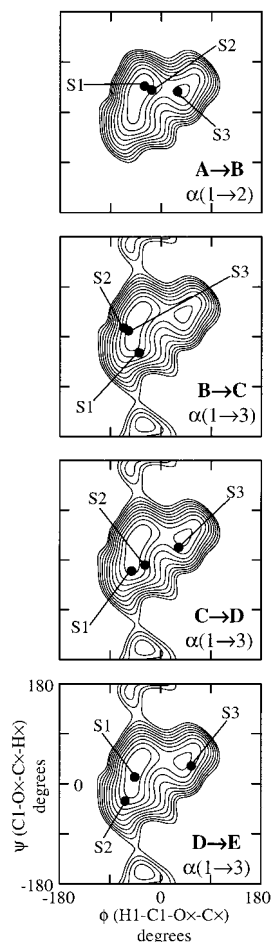 S2
S1
S3
A→B
α(1→2)
S2
S3
S1
B→C
α(1→3)
S2
S3
S1
C→D
α(1→3)
180
S1
S3
ψ (C1-O×-C×-H×)
degrees
0
S2
D→E
α(1→3)
-180
-180 0 180
ϕ (H1-C1-O×-C×)
degrees